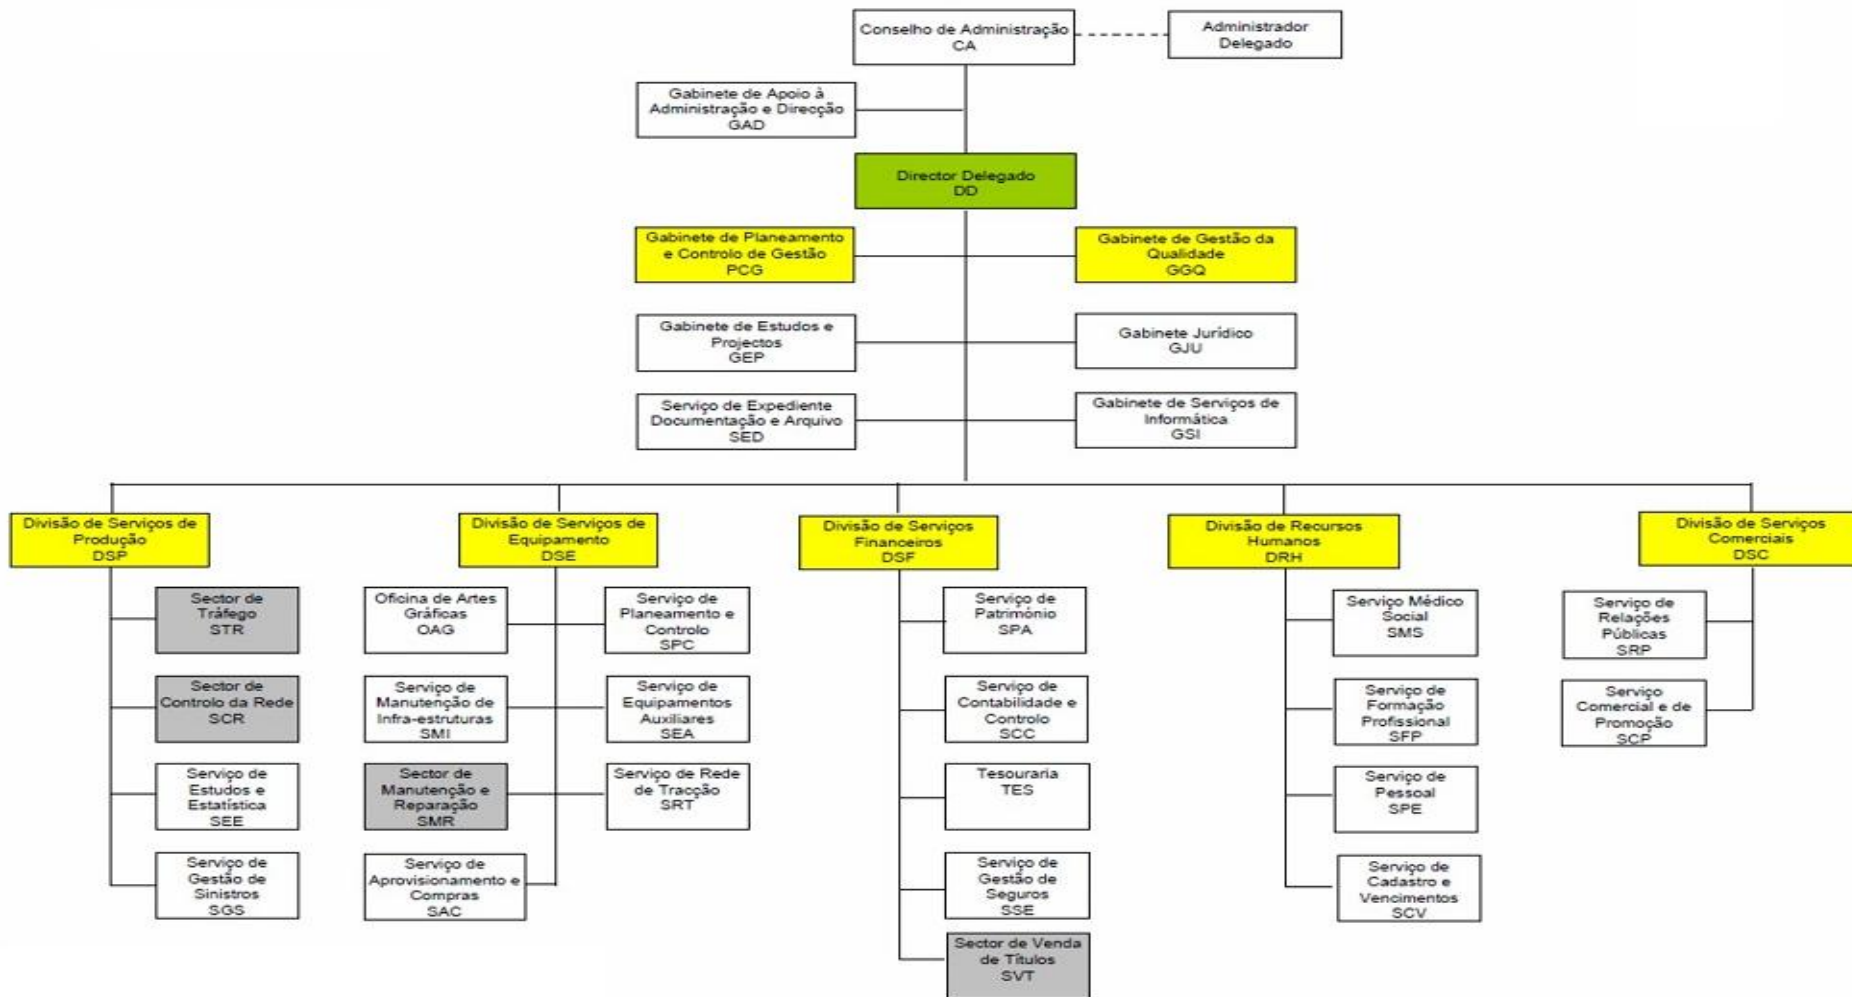 Conselho de Administração
CA
Administrador
Delegado
Gabinete de Apoio à
Administração e Direcção
GAD
Director Delegado
DD
Gabinete de Planeamento
e Controlo de Gestão
PCG
Gabinete de Gestão da
Qualidade
GGQ
Gabinete de Estudos e
Projectos
GEP
Gabinete Jurídico
GJU
Serviço de Expediente
Documentação e Arquivo
SED
Gabinete de Serviços de
Informática
GSI
Divisão de Serviços de
Produção
DSP
Divisão de Serviços de
Equipamento
DSE
Divisão de Serviços
Financeiros
DSF
Divisão de Recursos
Humanos
DRH
Divisão de Serviços
Comerciais
DSC
Sector de
Tráfego
STR
Oficina de Artes
Gráficas
OAG
Serviço de
Planeamento e
Controlo
SPC
Serviço de
Património
SPA
Serviço Médico
Social
SMS
Serviço de
Relações
Públicas
SRP
Sector de
Controlo da Rede
SCR
Serviço de
Manutenção de
Infra-estruturas
SMI
Serviço de
Equipamentos
Auxiliares
SEA
Serviço de
Contabilidade e
Controlo
SCC
Serviço de
Formação
Profissional
SFP
Serviço
Comercial e de
Promoção
SCP
Serviço de
Estudos e
Estatística
SEE
Sector de
Manutenção e
Reparação
SMR
Serviço de Rede
de Tracção
SRT
Tesouraria
TES
Serviço de
Pessoal
SPE
Serviço de
Gestão de
Sinistros
SGS
Serviço de
Aprovisionamento e
Compras
SAC
Serviço de
Gestão de
Seguros
SSE
Serviço de
Cadastro e
Vencimentos
SCV
Sector de Venda
de Títulos
SVT